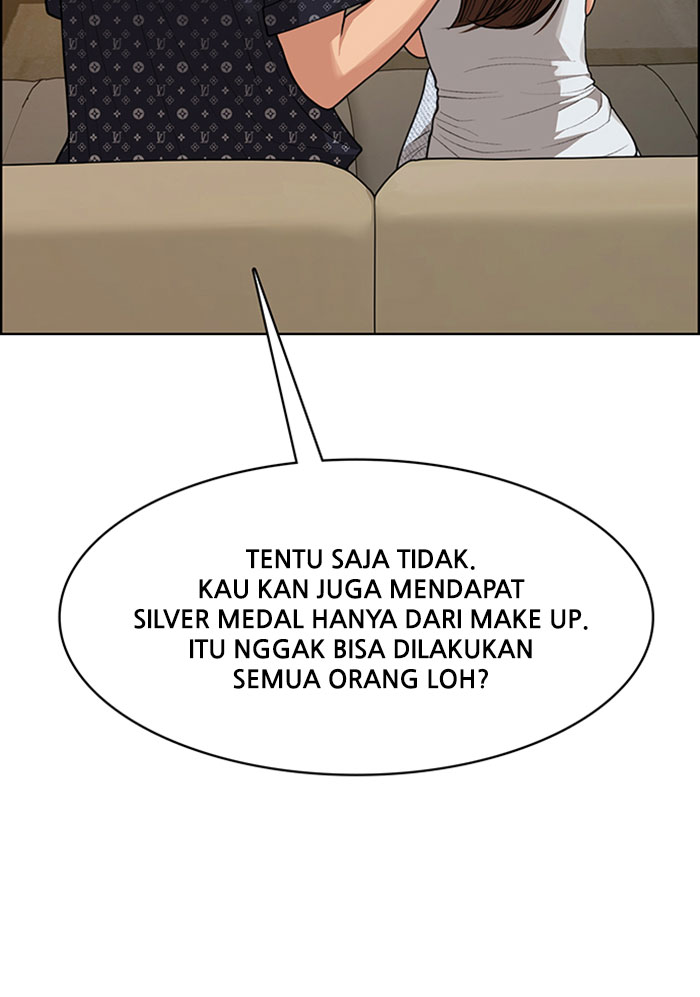 TENTU SAJA TIDAK.
KAU KAN JUGA MENDAPAT
SILVER MEDAL HANYA DARI MAKE UP.
ITU NGGAK BISA DILAKUKAN
SEMUA ORANG LOH?